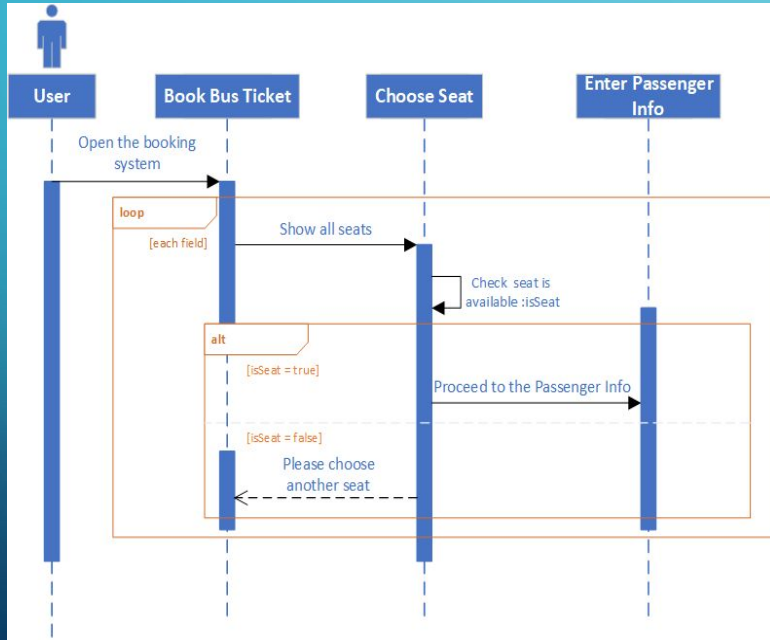 User
Book Bus Ticket
Choose Seat
Enter Passenger
Info
Open the booking
system
loop
[each field]
Show all seats
Check seat is
available :isSeat
alt
[isSeat = true]
Proceed to the Passenger Info
[isSeat = false]
Please choose
another seat